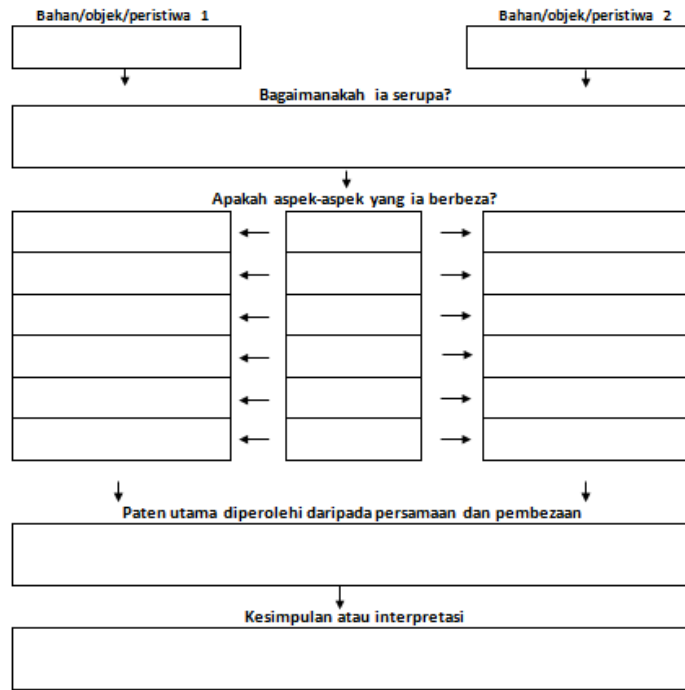 Bahan/objek/peristiwa 1
Bahan/objek/peristiwa 2
Bagaimanakah ia serupa?
Apakah aspek-aspek yang ia berbeza?
Paten utama diperolehi daripada persamaan dan pembezaan
Kesimpulan atau interpretasi